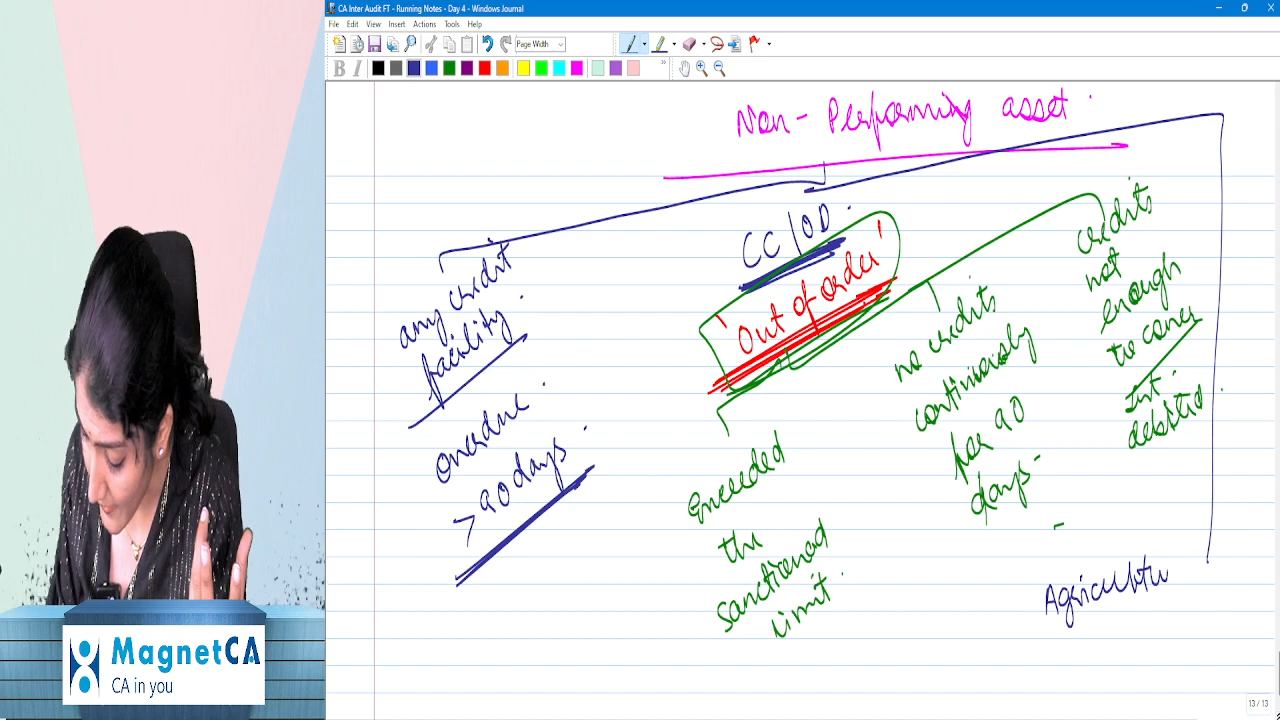 CA Inter Audit FT - Running Notes - Day 4 - Windows Journal
File Edit View Insert Actions Tools Help
Page Width
B I
Non - Performing asset.
any credit
facility.
overdue
> 90 days.
CC / OD.
'Out of order'
exceeded
the
sanctioned
limit.
no credits
continuously
for 90
days -
credits
not
enough
to cover
Int.
debited.
Agricultu
13 / 13
MagnetCA
CA in you